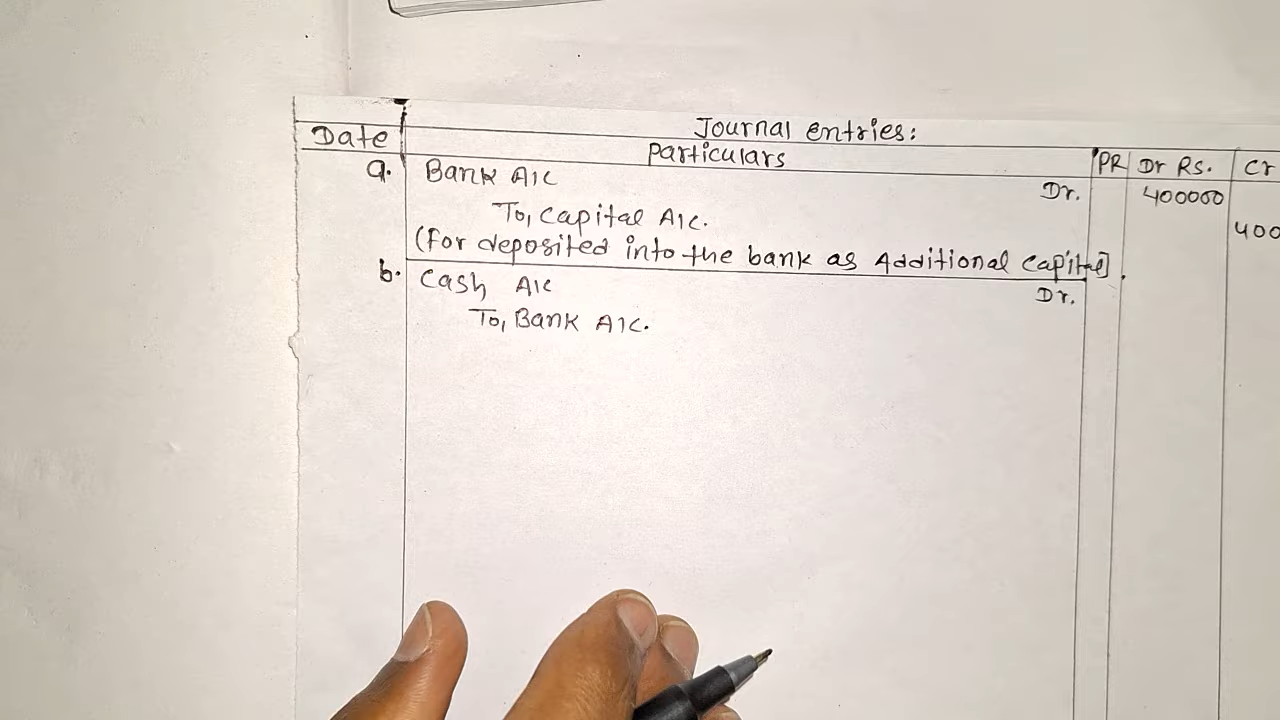 Journal entries:
Date Particulars PR Dr Rs. Cr
a. Bank A/c Dr. 400000
To, Capital A/c. 400
(For deposited into the bank as Additional Capital).
b. Cash A/c Dr.
To, Bank A/c.